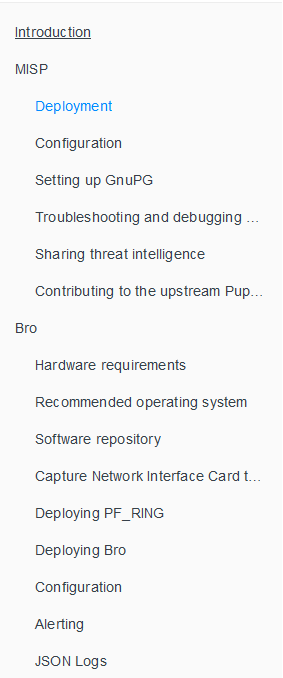 Introduction
MISP
Deployment
Configuration
Setting up GnuPG
Troubleshooting and debugging ...
Sharing threat intelligence
Contributing to the upstream Pup...
Bro
Hardware requirements
Recommended operating system
Software repository
Capture Network Interface Card t...
Deploying PF_RING
Deploying Bro
Configuration
Alerting
JSON Logs